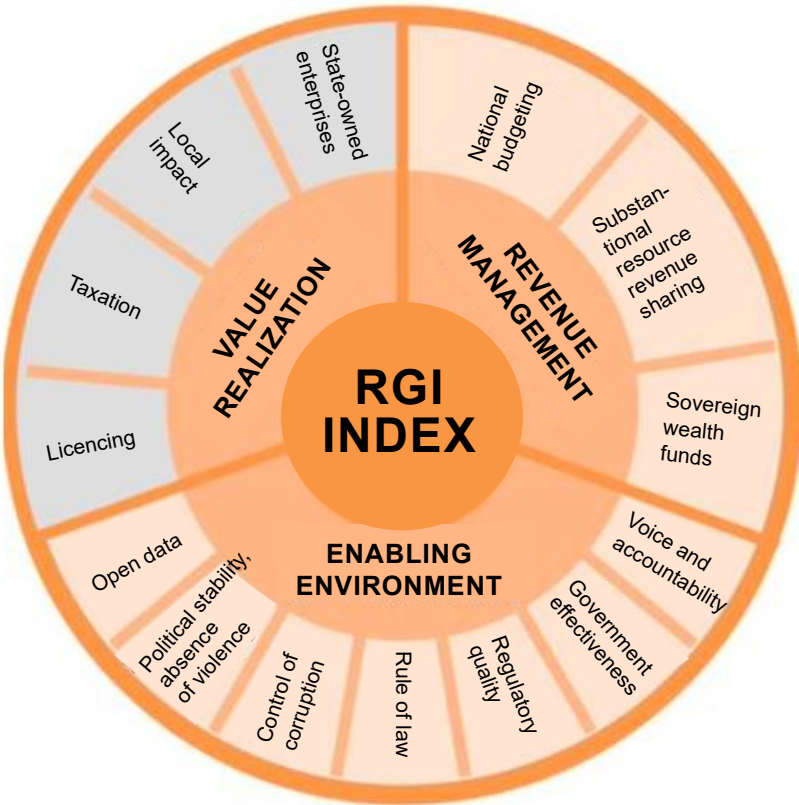 RGI
INDEX
VALUE
REALIZATION
State-owned
enterprises
Local
impact
Taxation
Licencing
REVENUE
MANAGEMENT
National
budgeting
Substan-
tional
resource
revenue
sharing
Sovereign
wealth
funds
ENABLING
ENVIRONMENT
Voice and
accountability
Government
effectiveness
Regulatory
quality
Rule of law
Control of
corruption
Political stability,
absence
of violence
Open data